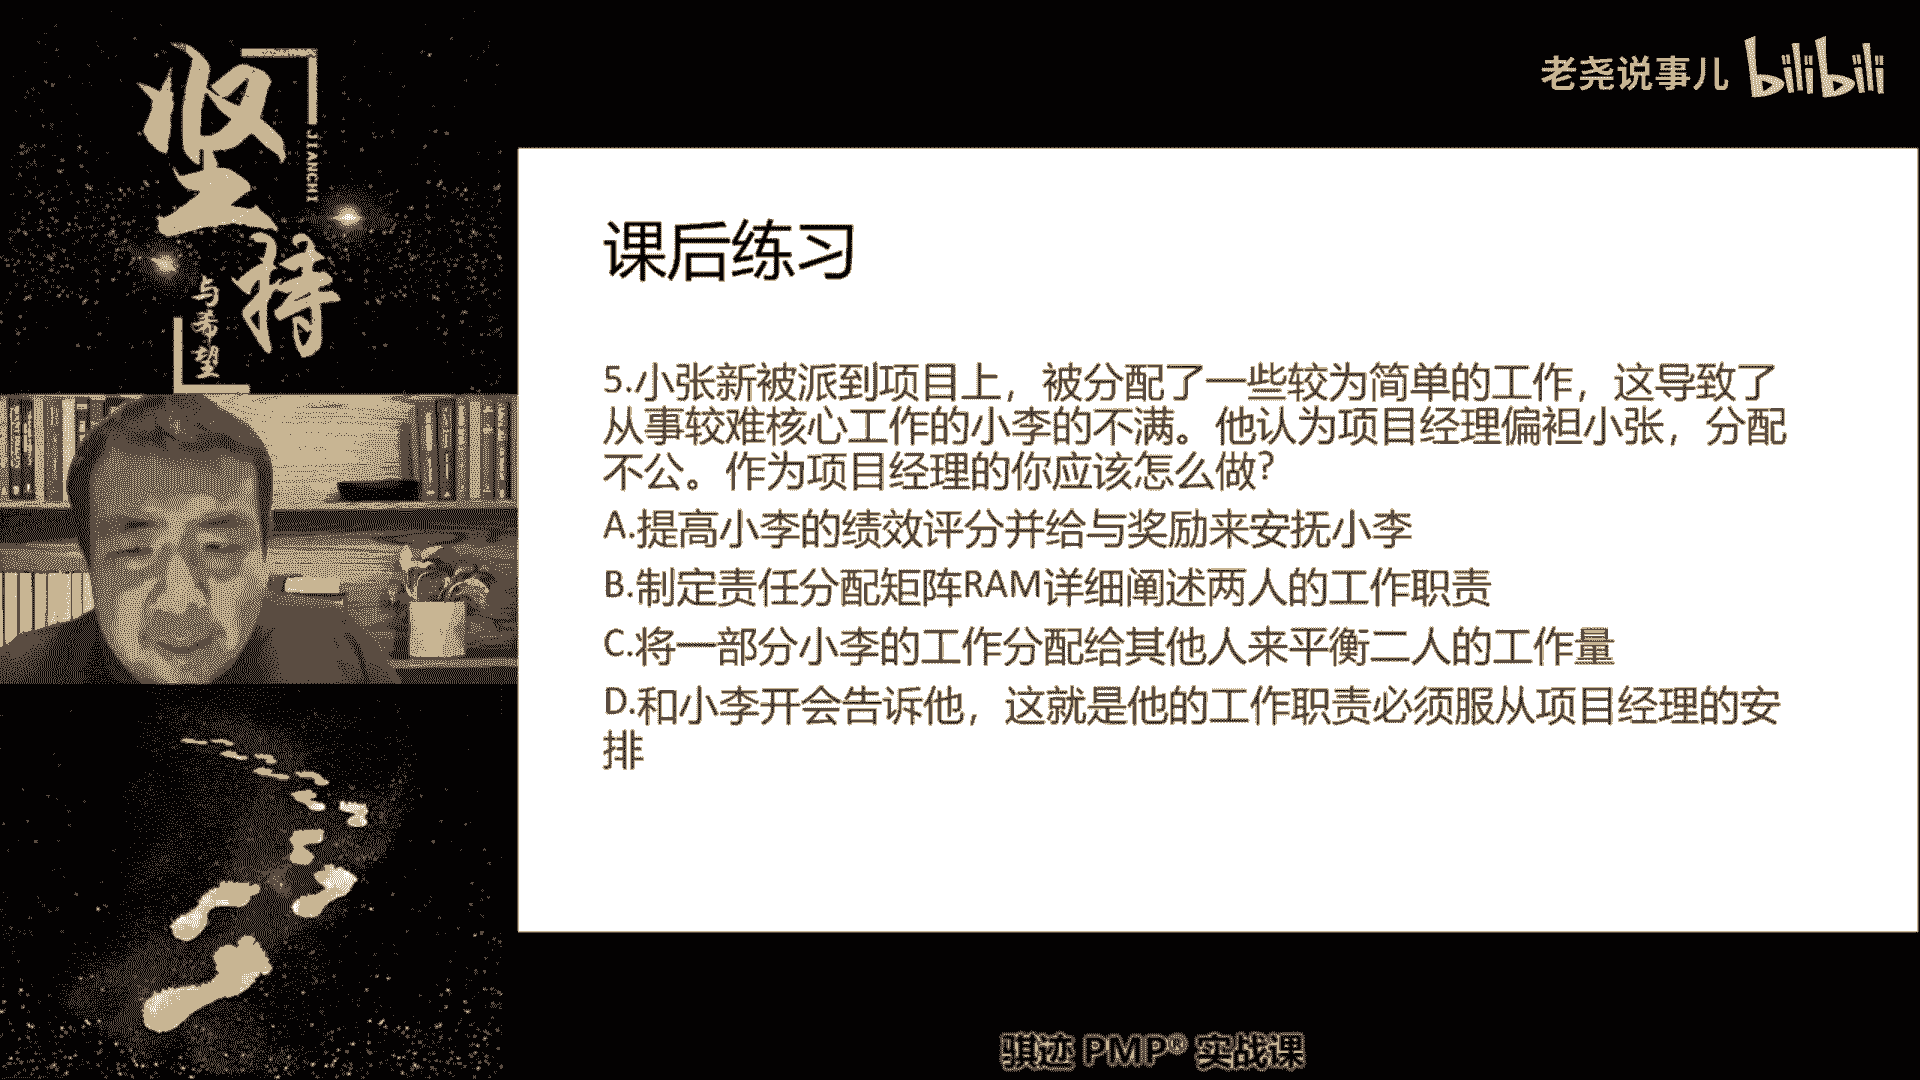 坚持
JIANCHI
与希望
老尧说事儿 bilibili
课后练习
5.小张新被派到项目上，被分配了一些较为简单的工作，这导致了
从事较难核心工作的小李的不满。他认为项目经理偏袒小张，分配
不公。作为项目经理的你应该怎么做?
A.提高小李的绩效评分并给与奖励来安抚小李
B.制定责任分配矩阵RAM详细阐述两人的工作职责
C.将一部分小李的工作分配给其他人来平衡二人的工作量
D.和小李开会告诉他，这就是他的工作职责必须服从项目经理的安
排
骐迹 PMP® 实战课